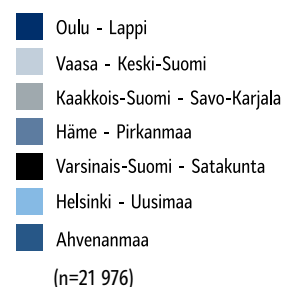 Oulu - Lappi
Vaasa - Keski-Suomi
Kaakkois-Suomi - Savo-Karjala
Häme - Pirkanmaa
Varsinais-Suomi - Satakunta
Helsinki - Uusimaa
Ahvenanmaa
(n=21 976)